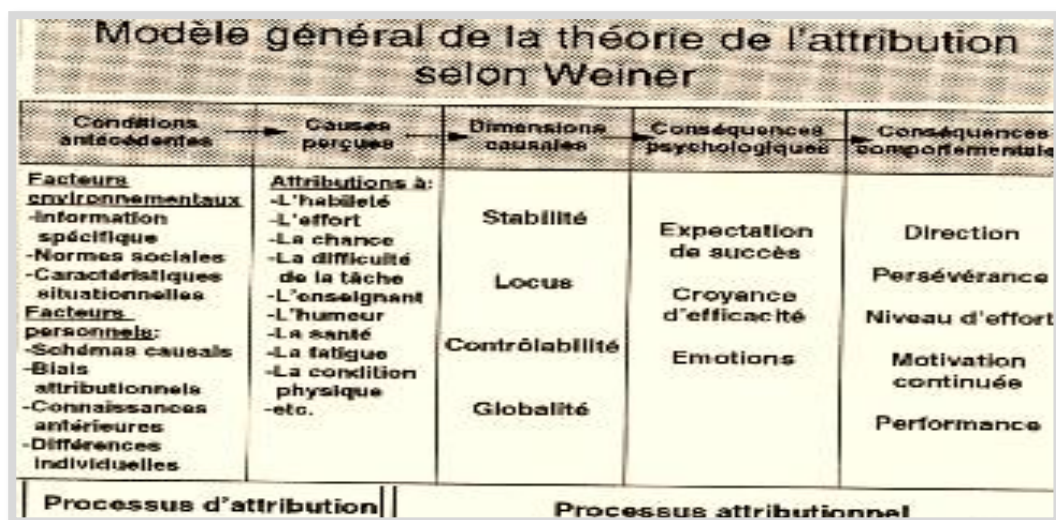 Modèle général de la théorie de l'attribution
selon Weiner
Conditions
antécédentes
Causes
perçues
Dimensions
causales
Conséquences
psychologiques
Conséquences
comportementale
Facteurs
environnementaux
-Information
spécifique
-Normes sociales
-Caractéristiques
situationnelles
Facteurs
personnels:
-Schémas causals
-Biais
attributionnels
-Connaissances
antérieures
-Différences
individuelles
Attributions à:
-L'habileté
-L'effort
-La chance
-La difficulté
de la tâche
-L'enseignant
-L'humeur
-La santé
-La fatigue
-La condition
physique
-etc.
Stabilité
Locus
Contrôlabilité
Globalité
Expectation
de succès
Croyance
d'efficacité
Emotions
Direction
Persévérance
Niveau d'effort
Motivation
continuée
Performance
Processus d'attribution
Processus attributionnel